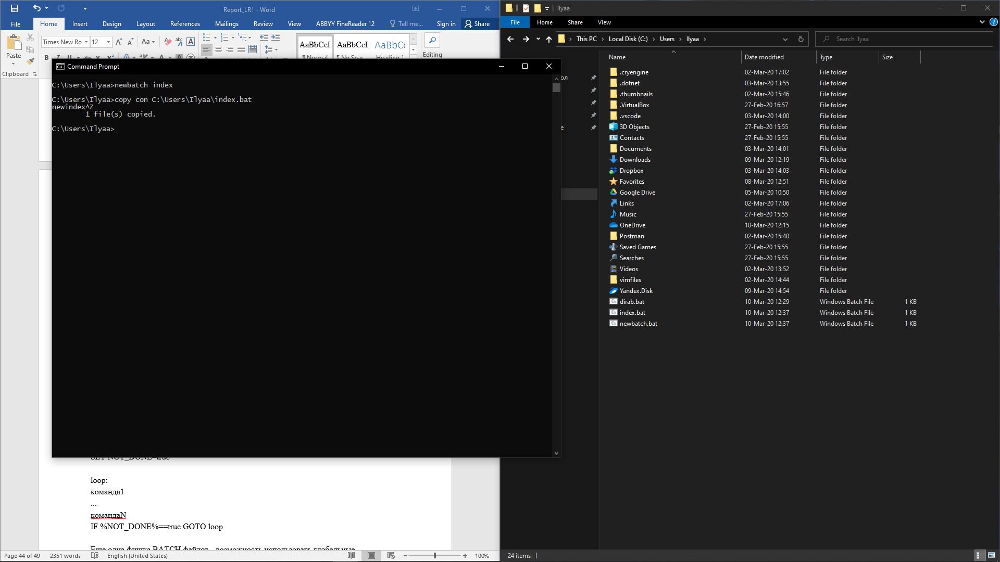 Report_LR1 - Word
File
Home
Insert
Design
Layout
References
Mailings
Review
View
ABBYY FineReader 12
Tell me...
Sign in
Share
Paste
Clipboard
Times New Ro
12
Aa
AaBbCcI
AaBbCcI
AaBbCc
¶ Normal
¶ No Spac...
Heading 1
Editing
Command Prompt
C:\Users\Ilyaa>newbatch index
C:\Users\Ilyaa>copy con C:\Users\Ilyaa\index.bat
newindex^Z
1 file(s) copied.
C:\Users\Ilyaa>
SET NOT_DONE=true
loop:
команда1
...
командаN
IF %NOT_DONE%==true GOTO loop
Еще одна фишка BATCH файлов - возможность использовать глобальные
Page 44 of 49
2351 words
English (United States)
100%
Ilyaa
File
Home
Share
View
This PC
Local Disk (C:)
Users
Ilyaa
Search Ilyaa
Name
Date modified
Type
Size
ол
е
.cryengine 02-Mar-20 17:02 File folder
.dotnet 03-Mar-20 13:55 File folder
.thumbnails 02-Mar-20 15:46 File folder
.VirtualBox 27-Feb-20 16:57 File folder
.vscode 03-Mar-20 14:00 File folder
3D Objects 27-Feb-20 15:55 File folder
Contacts 27-Feb-20 15:55 File folder
Documents 03-Mar-20 14:01 File folder
Downloads 09-Mar-20 12:19 File folder
Dropbox 03-Mar-20 14:03 File folder
Favorites 08-Mar-20 12:51 File folder
Google Drive 05-Mar-20 10:50 File folder
Links 02-Mar-20 17:06 File folder
Music 27-Feb-20 15:55 File folder
OneDrive 10-Mar-20 12:15 File folder
Postman 02-Mar-20 15:40 File folder
Saved Games 27-Feb-20 15:55 File folder
Searches 27-Feb-20 15:55 File folder
Videos 02-Mar-20 13:52 File folder
vimfiles 02-Mar-20 14:44 File folder
Yandex.Disk 09-Mar-20 14:54 File folder
dirab.bat 10-Mar-20 12:29 Windows Batch File 1 KB
index.bat 10-Mar-20 12:37 Windows Batch File 1 KB
newbatch.bat 10-Mar-20 12:37 Windows Batch File 1 KB
24 items